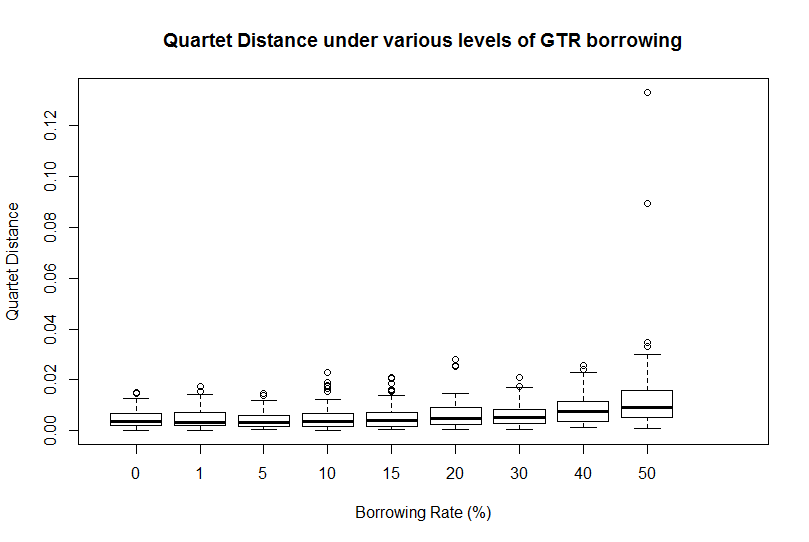 Quartet Distance under various levels of GTR borrowing
Quartet Distance
0.12
0.10
0.08
0.06
0.04
0.02
0.00
0 1 5 10 15 20 30 40 50
Borrowing Rate (%)